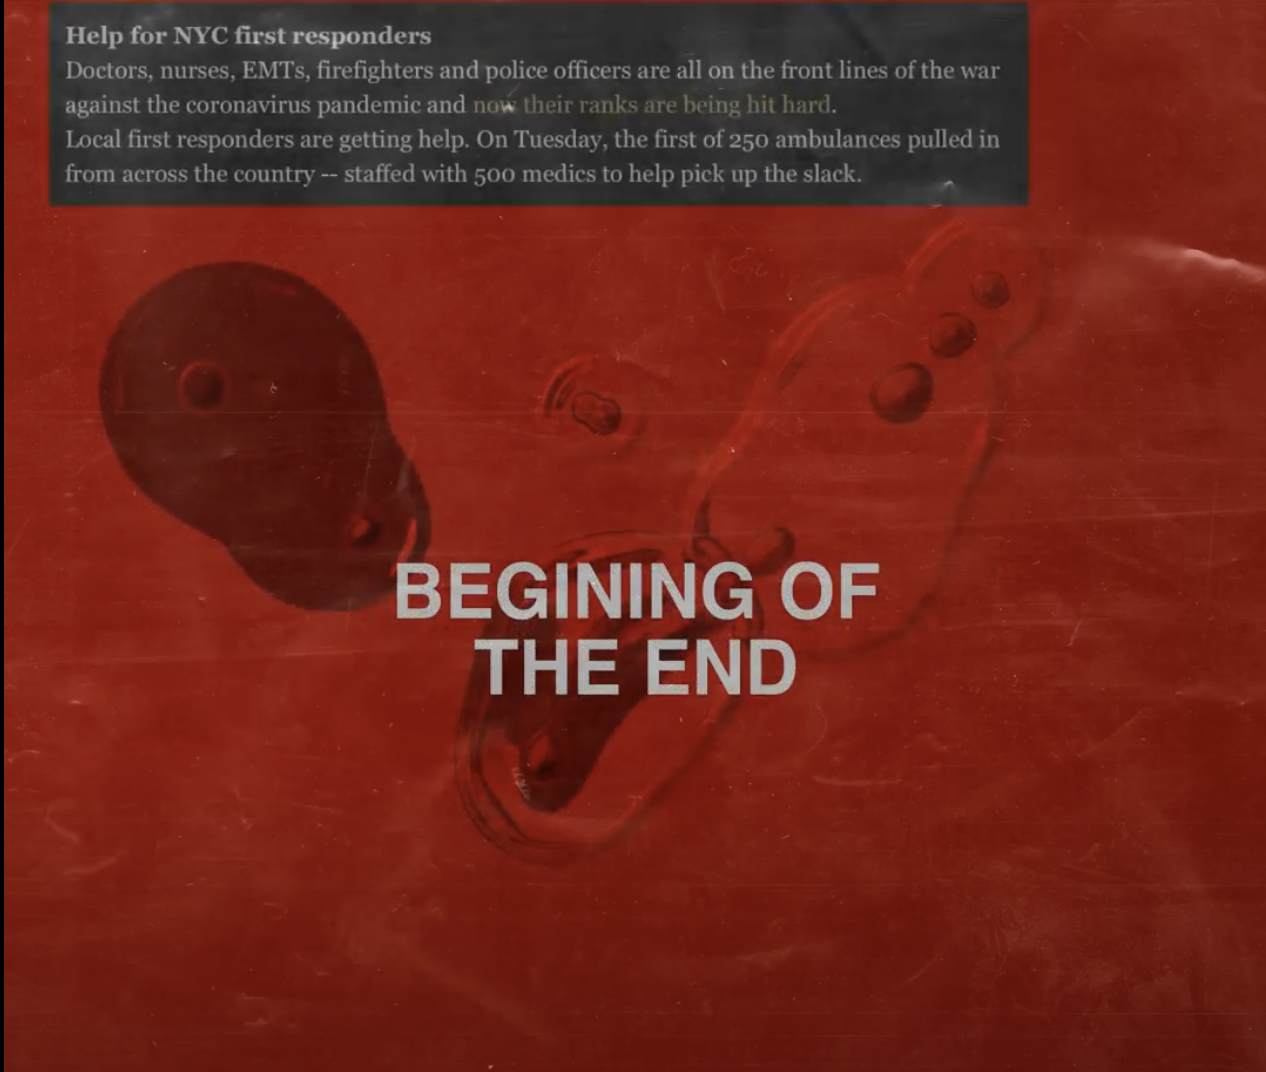 Help for NYC first responders
Doctors, nurses, EMTs, firefighters and police officers are all on the front lines of the war
against the coronavirus pandemic and now their ranks are being hit hard.
Local first responders are getting help. On Tuesday, the first of 250 ambulances pulled in
from across the country -- staffed with 500 medics to help pick up the slack.
BEGINING OF
THE END